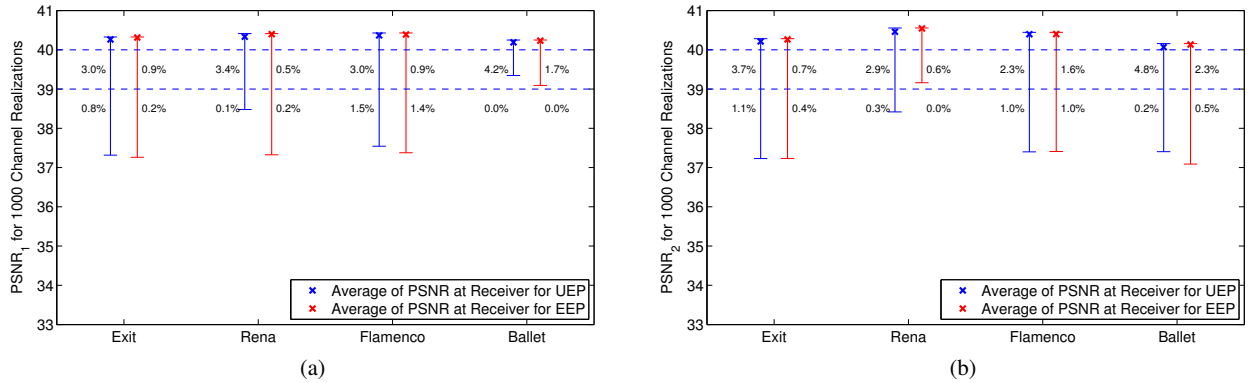 41
40
39
38
37
36
35
34
33
PSNR1 for 1000 Channel Realizations
3.0% 0.9% 3.4% 0.5% 3.0% 0.9% 4.2% 1.7%
0.8% 0.2% 0.1% 0.2% 1.5% 1.4% 0.0% 0.0%
Average of PSNR at Receiver for UEP
Average of PSNR at Receiver for EEP
Exit Rena Flamenco Ballet
(a)
41
40
39
38
37
36
35
34
33
PSNR2 for 1000 Channel Realizations
3.7% 0.7% 2.9% 0.6% 2.3% 1.6% 4.8% 2.3%
1.1% 0.4% 0.3% 0.0% 1.0% 1.0% 0.2% 0.5%
Average of PSNR at Receiver for UEP
Average of PSNR at Receiver for EEP
Exit Rena Flamenco Ballet
(b)